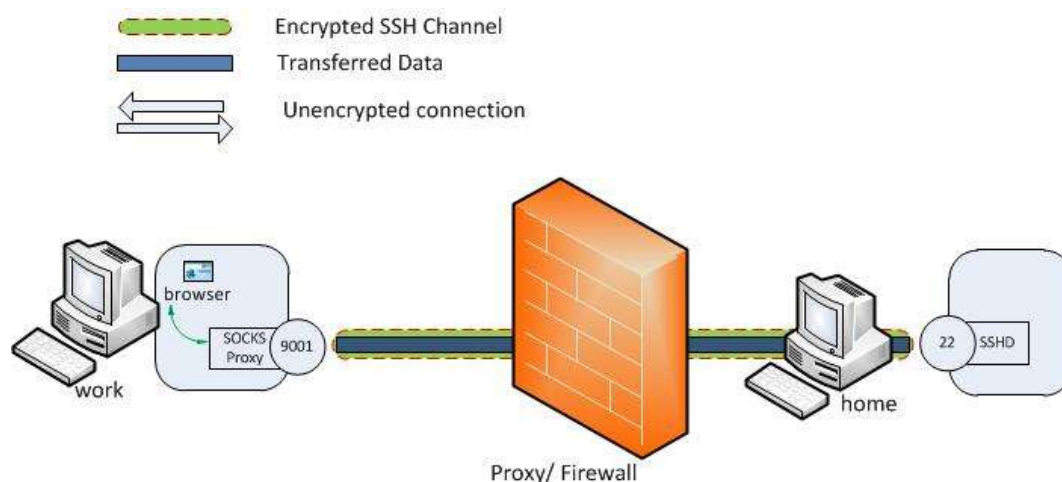 Encrypted SSH Channel
Transferred Data
Unencrypted connection
browser
SOCKS
Proxy
9001
22
SSHD
work
home
Proxy/ Firewall